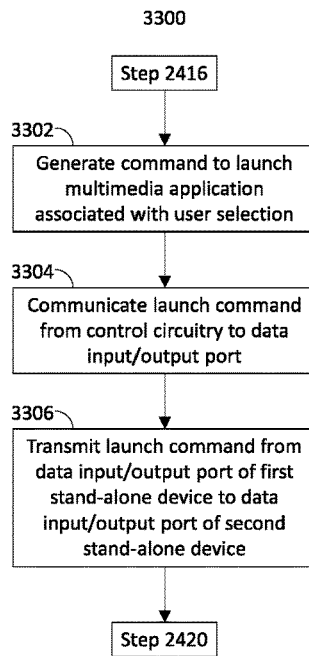 3300
Step 2416
3302
Generate command to launch
multimedia application
associated with user selection
3304
Communicate launch command
from control circuitry to data
input/output port
3306
Transmit launch command from
data input/output port of first
stand-alone device to data
input/output port of second
stand-alone device
Step 2420